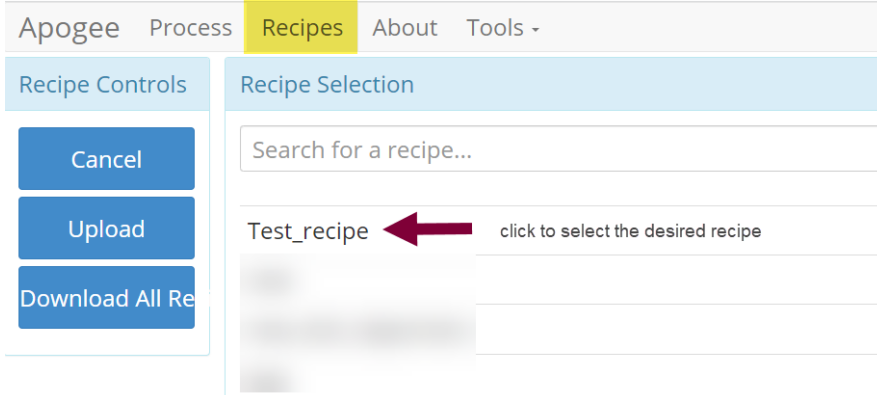 Apogee Process Recipes About Tools
Recipe Controls
Recipe Selection
Cancel
Search for a recipe...
Upload
Test_recipe click to select the desired recipe
Download All Re